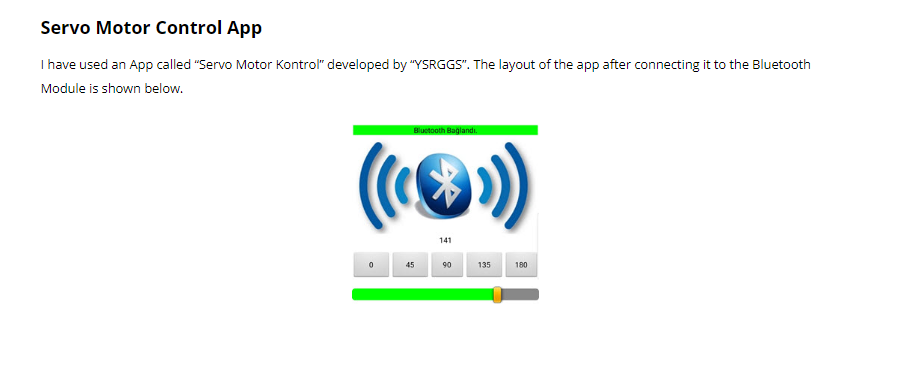 Servo Motor Control App
I have used an App called “Servo Motor Kontrol” developed by “YSRGGS”. The layout of the app after connecting it to the Bluetooth
Module is shown below.
Bluetooth Bağlandı.
141
0 45 90 135 180